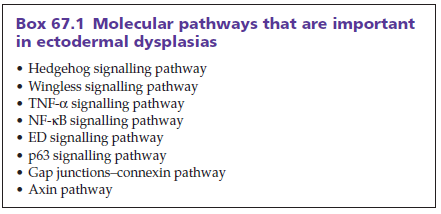 Box 67.1 Molecular pathways that are important
in ectodermal dysplasias
• Hedgehog signalling pathway
• Wingless signalling pathway
• TNF-α signalling pathway
• NF-κB signalling pathway
• ED signalling pathway
• p63 signalling pathway
• Gap junctions–connexin pathway
• Axin pathway